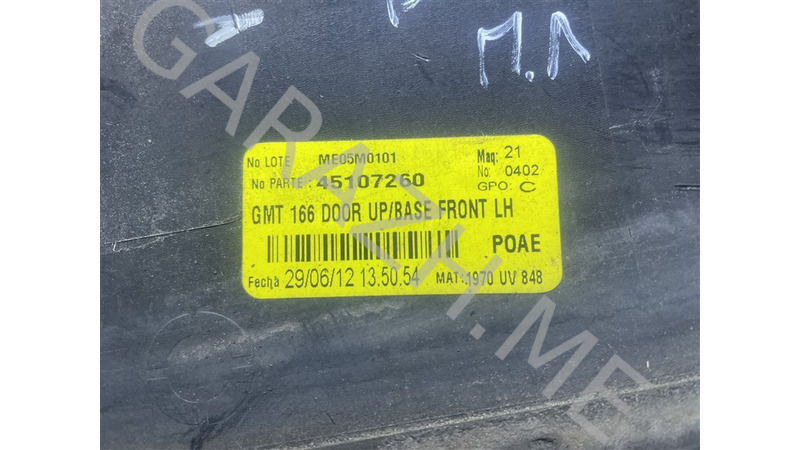 П.Л
No LOTE ME05M0101 Maq: 21
No PARTE: 45107260 No: 0402
GPO: C
GMT 166 DOOR UP/BASE FRONT LH
POAE
Fecha 29/06/12 13.50.54 MAT: 1970 UV 848
GARAZH.ME